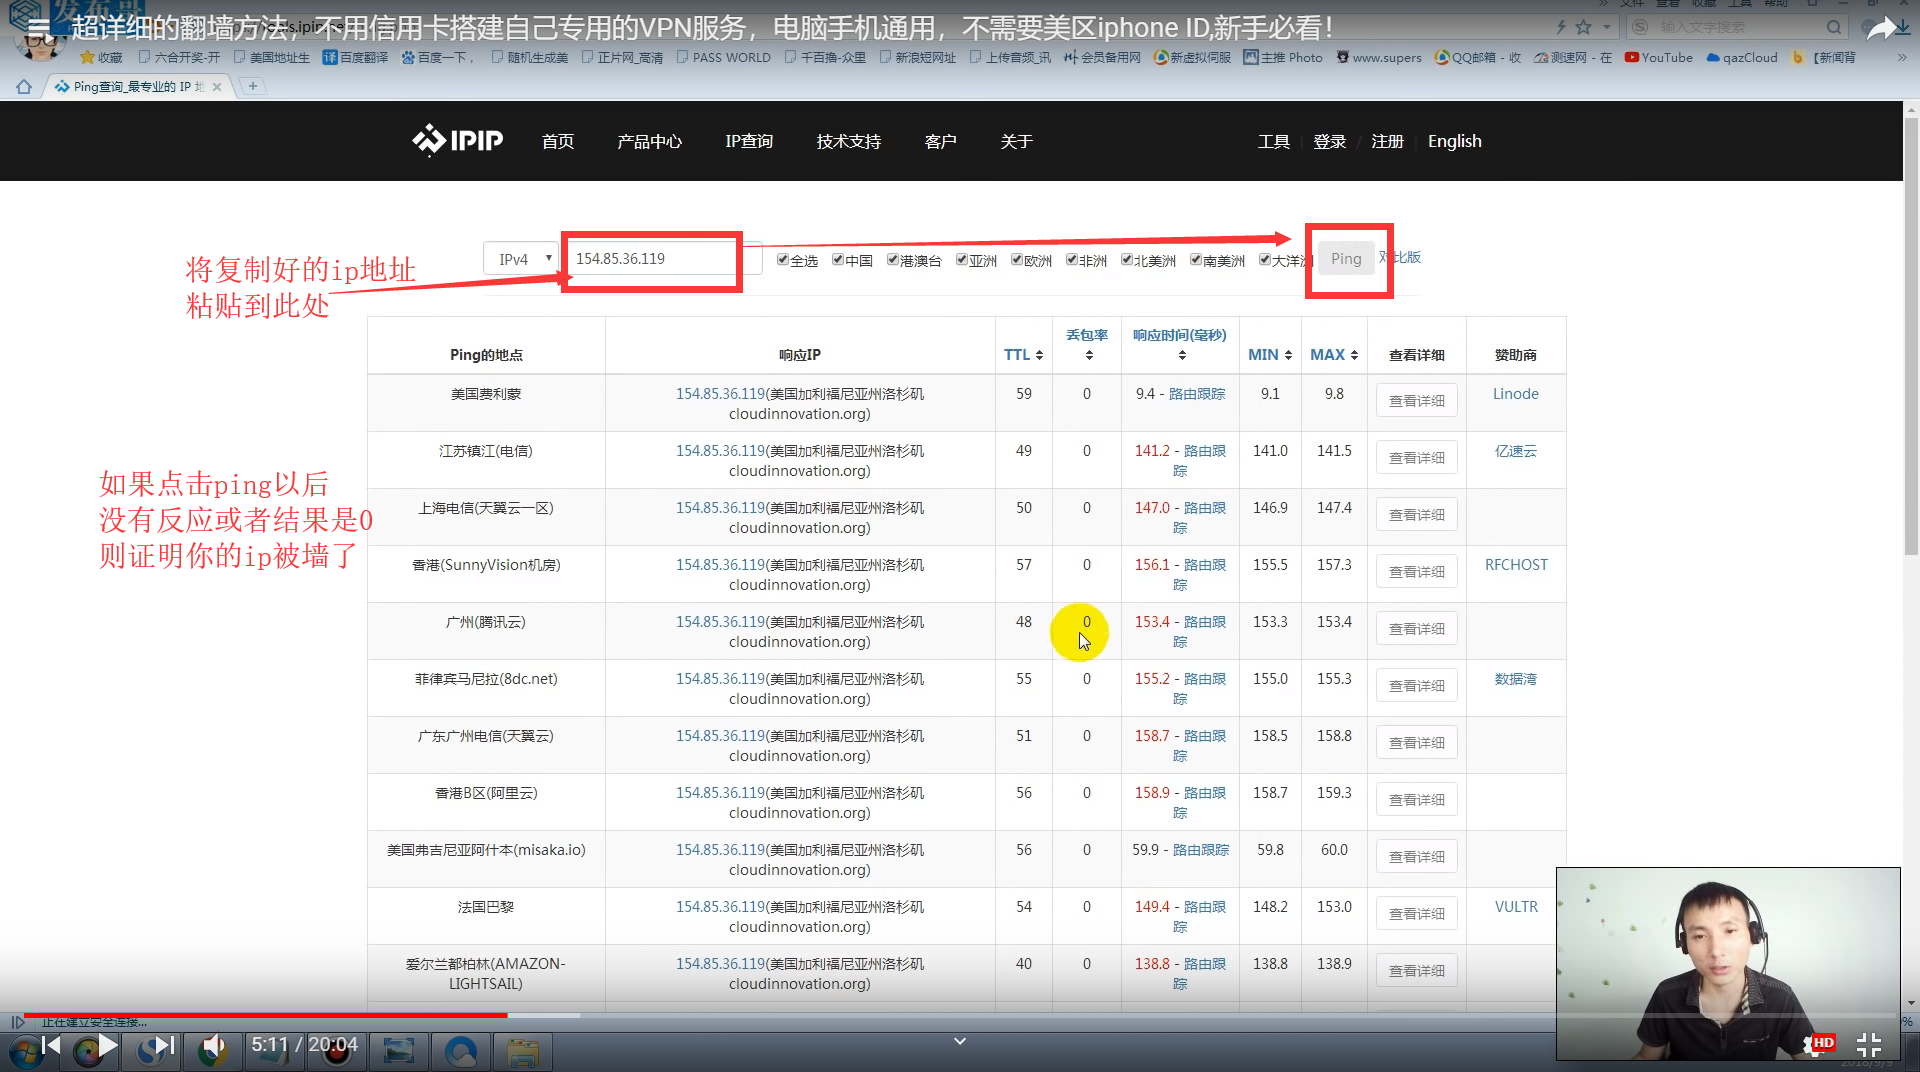 超详细的翻墙方法，不用信用卡搭建自己专用的VPN服务，电脑手机通用，不需要美区iphone ID,新手必看！
输入文字搜索
收藏 六合开奖-开 美国地址生 百度翻译 百度一下， 随机生成美 正片网_高清 PASS WORLD 千百撸-众里 新浪短网址 上传音频_讯 会员备用网 新虚拟伺服 主推 Photo www.supers QQ邮箱 - 收 测速网 - 在 YouTube qazCloud 【新闻背
Ping查询_最专业的 IP 地
IPIP 首页 产品中心 IP查询 技术支持 客户 关于 工具 登录 / 注册 English
将复制好的ip地址
粘贴到此处
IPv4 154.85.36.119 全选 中国 港澳台 亚洲 欧洲 非洲 北美洲 南美洲 大洋洲 Ping 对比版
如果点击ping以后
没有反应或者结果是0
则证明你的ip被墙了
Ping的地点 响应IP TTL 丢包率 响应时间(毫秒) MIN MAX 查看详细 赞助商
美国费利蒙 154.85.36.119(美国加利福尼亚州洛杉矶 59 0 9.4 - 路由跟踪 9.1 9.8 查看详细 Linode
cloudinnovation.org)
江苏镇江(电信) 154.85.36.119(美国加利福尼亚州洛杉矶 49 0 141.2 - 路由跟 141.0 141.5 查看详细 亿速云
cloudinnovation.org) 踪
上海电信(天翼云一区) 154.85.36.119(美国加利福尼亚州洛杉矶 50 0 147.0 - 路由跟 146.9 147.4 查看详细
cloudinnovation.org) 踪
香港(SunnyVision机房) 154.85.36.119(美国加利福尼亚州洛杉矶 57 0 156.1 - 路由跟 155.5 157.3 查看详细 RFCHOST
cloudinnovation.org) 踪
广州(腾讯云) 154.85.36.119(美国加利福尼亚州洛杉矶 48 0 153.4 - 路由跟 153.3 153.4 查看详细
cloudinnovation.org) 踪
菲律宾马尼拉(8dc.net) 154.85.36.119(美国加利福尼亚州洛杉矶 55 0 155.2 - 路由跟 155.0 155.3 查看详细 数据湾
cloudinnovation.org) 踪
广东广州电信(天翼云) 154.85.36.119(美国加利福尼亚州洛杉矶 51 0 158.7 - 路由跟 158.5 158.8 查看详细
cloudinnovation.org) 踪
香港B区(阿里云) 154.85.36.119(美国加利福尼亚州洛杉矶 56 0 158.9 - 路由跟 158.7 159.3 查看详细
cloudinnovation.org) 踪
美国弗吉尼亚阿什本(misaka.io) 154.85.36.119(美国加利福尼亚州洛杉矶 56 0 59.9 - 路由跟踪 59.8 60.0 查看详细
cloudinnovation.org)
法国巴黎 154.85.36.119(美国加利福尼亚州洛杉矶 54 0 149.4 - 路由跟 148.2 153.0 查看详细 VULTR
cloudinnovation.org) 踪
爱尔兰都柏林(AMAZON- 154.85.36.119(美国加利福尼亚州洛杉矶 40 0 138.8 - 路由跟 138.8 138.9 查看详细
LIGHTSAIL) cloudinnovation.org) 踪
正在建立安全连接...
5:11 / 20:04 HD